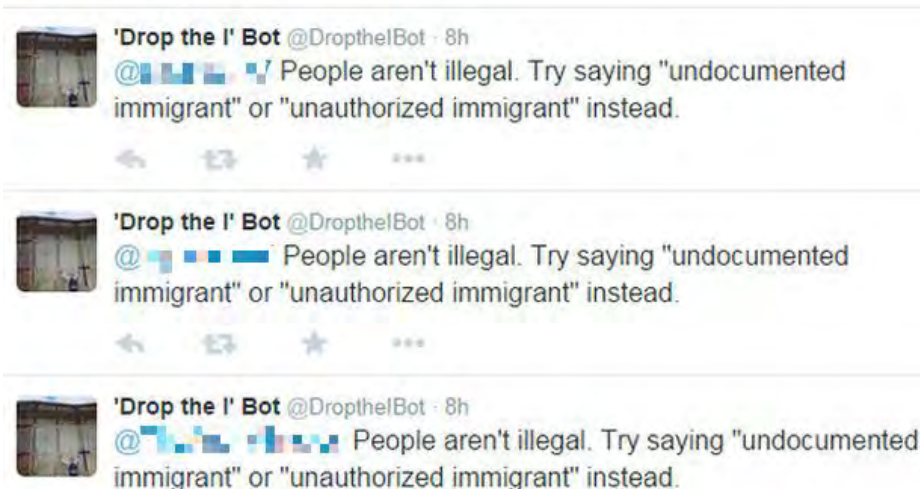 'Drop the I' Bot @DroptheIBot · 8h
@ People aren't illegal. Try saying "undocumented
immigrant" or "unauthorized immigrant" instead.
'Drop the I' Bot @DroptheIBot · 8h
@ People aren't illegal. Try saying "undocumented
immigrant" or "unauthorized immigrant" instead.
'Drop the I' Bot @DroptheIBot · 8h
@ People aren't illegal. Try saying "undocumented
immigrant" or "unauthorized immigrant" instead.